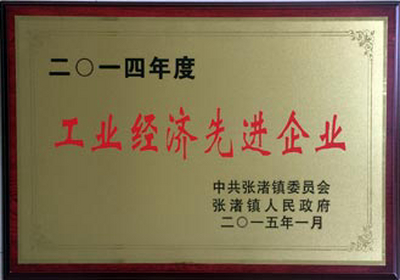 二〇一四年度
工业经济先进企业
中共张渚镇委员会
张渚镇人民政府
二〇一五年一月